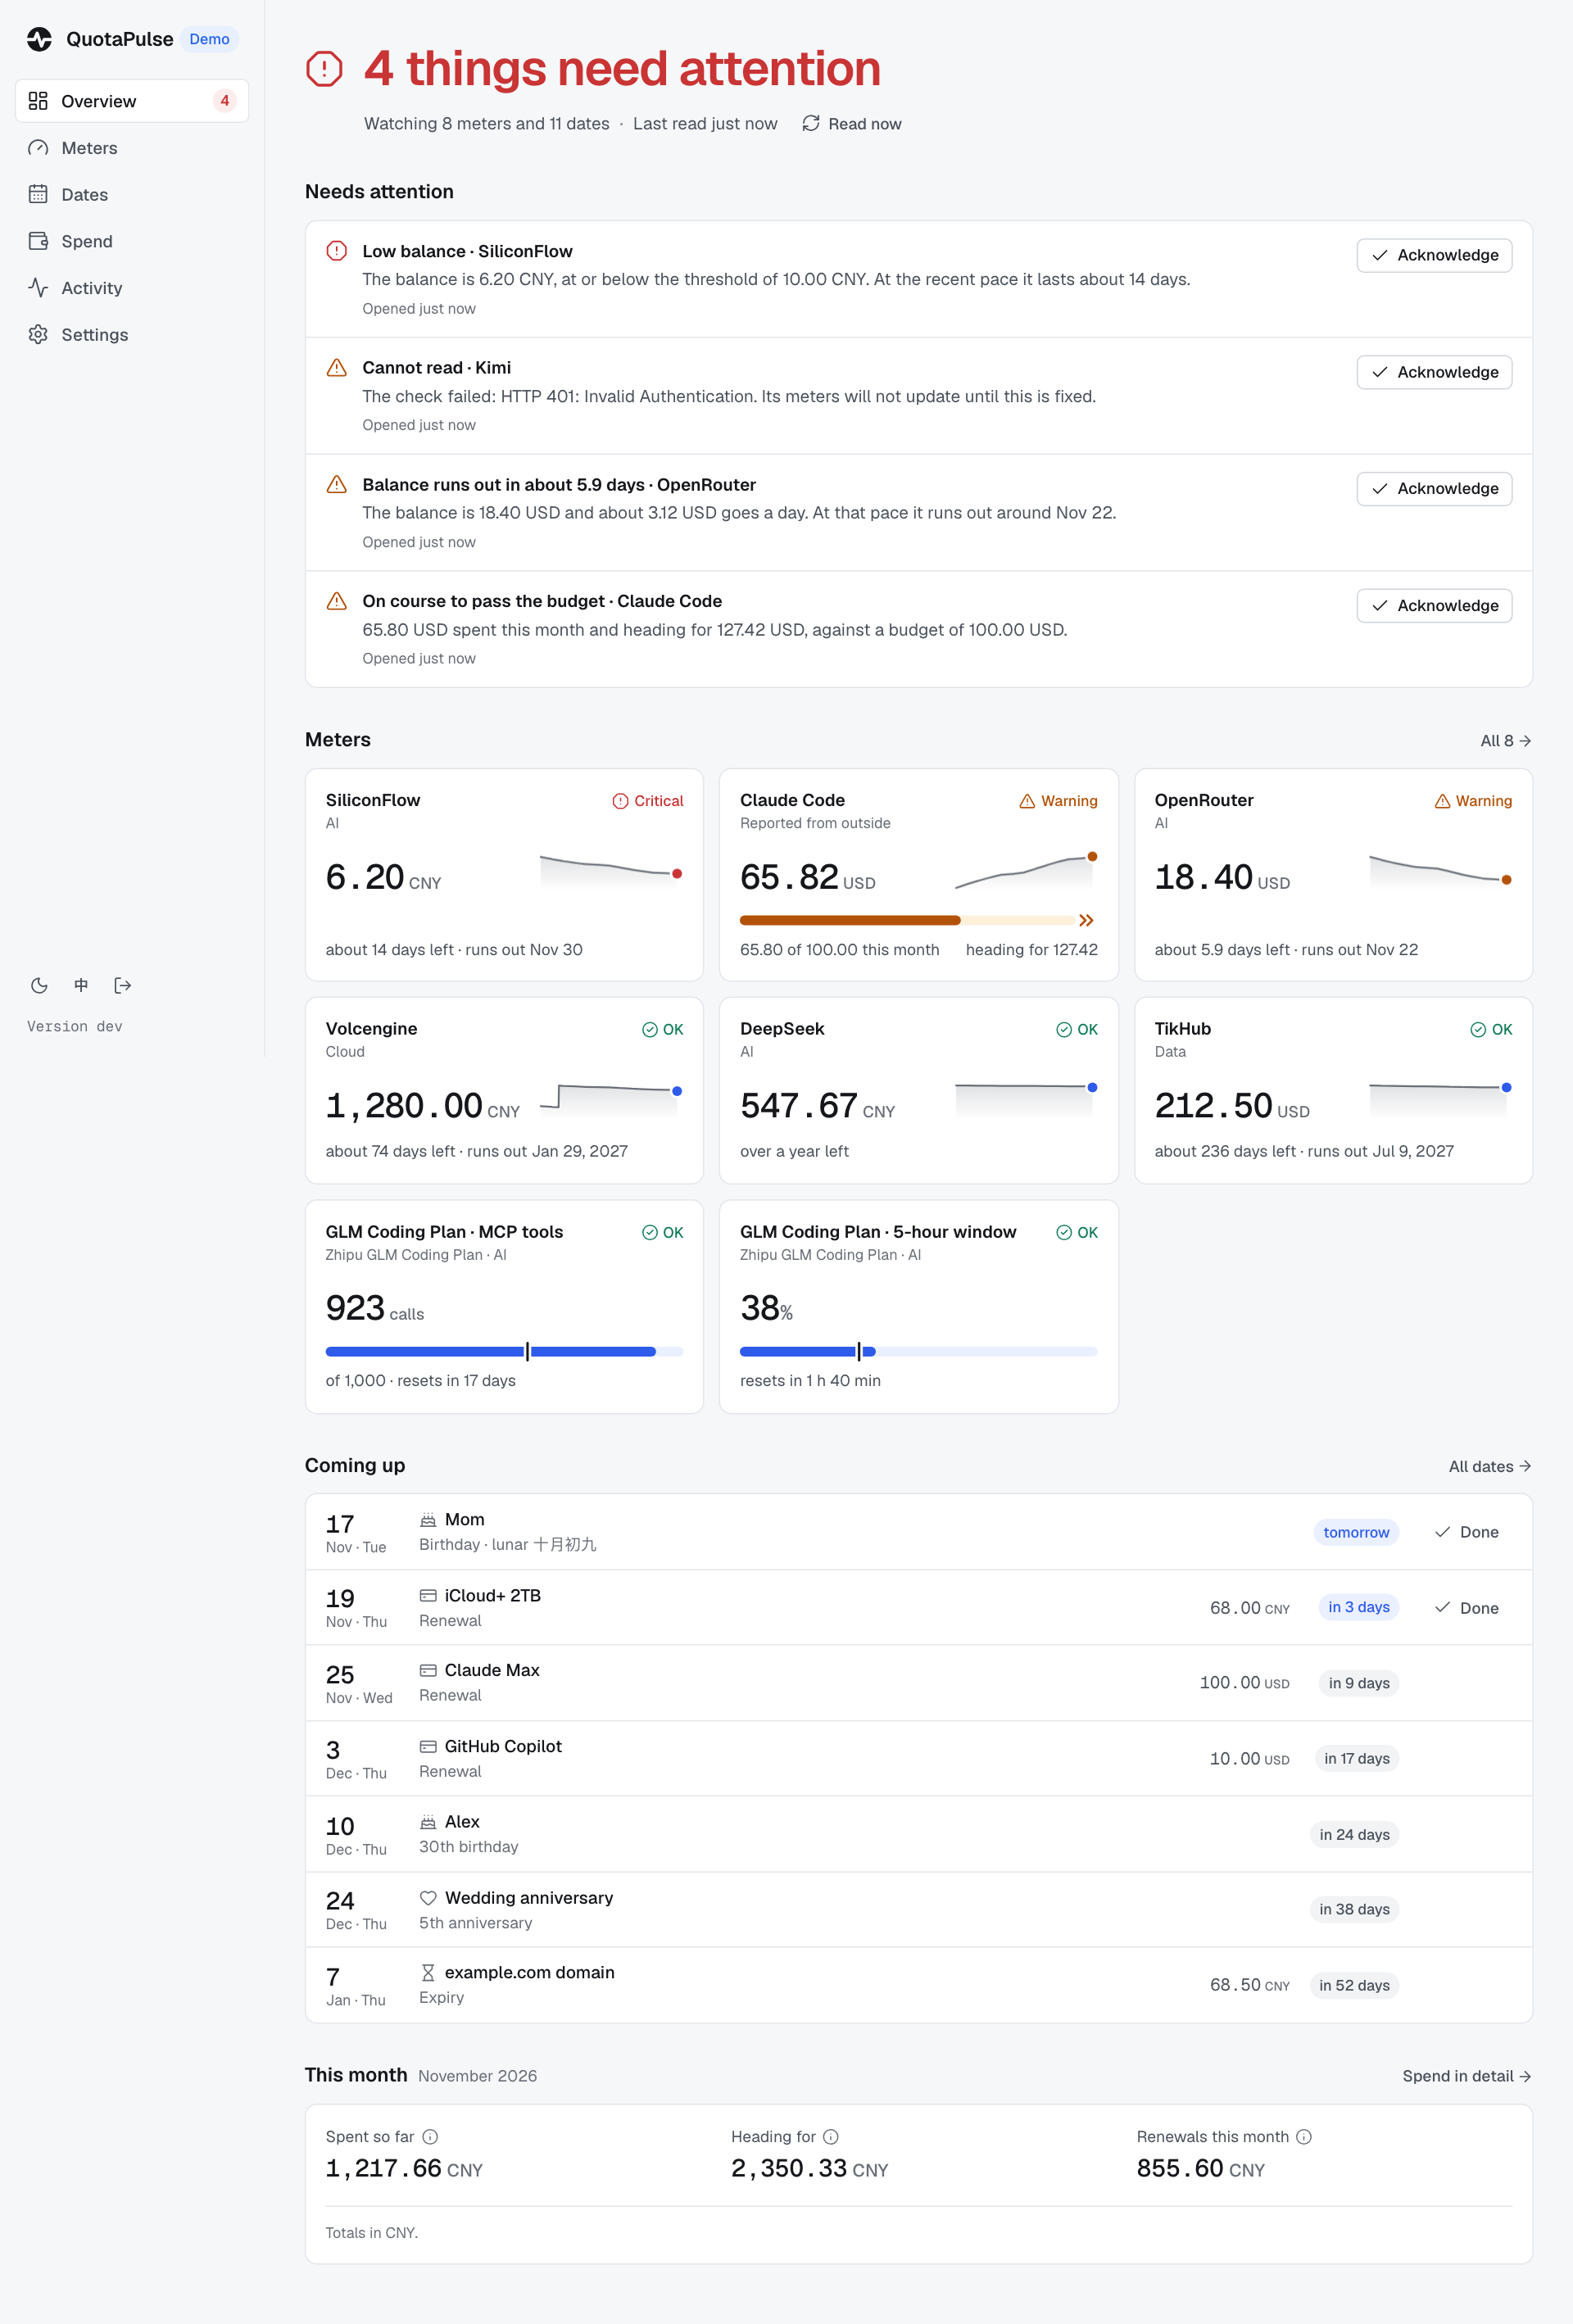 QuotaPulse Demo
Overview 4
Meters
Dates
Spend
Activity
Settings
中
Version dev
4 things need attention
Watching 8 meters and 11 dates · Last read just now Read now
Needs attention
Low balance · SiliconFlow
Acknowledge
The balance is 6.20 CNY, at or below the threshold of 10.00 CNY. At the recent pace it lasts about 14 days.
Opened just now
Cannot read · Kimi
Acknowledge
The check failed: HTTP 401: Invalid Authentication. Its meters will not update until this is fixed.
Opened just now
Balance runs out in about 5.9 days · OpenRouter
Acknowledge
The balance is 18.40 USD and about 3.12 USD goes a day. At that pace it runs out around Nov 22.
Opened just now
On course to pass the budget · Claude Code
Acknowledge
65.80 USD spent this month and heading for 127.42 USD, against a budget of 100.00 USD.
Opened just now
Meters
All 8
SiliconFlow Critical
AI
6.20 CNY
about 14 days left · runs out Nov 30
Claude Code Warning
Reported from outside
65.82 USD
65.80 of 100.00 this month heading for 127.42
OpenRouter Warning
AI
18.40 USD
about 5.9 days left · runs out Nov 22
Volcengine OK
Cloud
1,280.00 CNY
about 74 days left · runs out Jan 29, 2027
DeepSeek OK
AI
547.67 CNY
over a year left
TikHub OK
Data
212.50 USD
about 236 days left · runs out Jul 9, 2027
GLM Coding Plan · MCP tools OK
Zhipu GLM Coding Plan · AI
923 calls
of 1,000 · resets in 17 days
GLM Coding Plan · 5-hour window OK
Zhipu GLM Coding Plan · AI
38%
resets in 1 h 40 min
Coming up
All dates
17
Nov · Tue
Mom
Birthday · lunar 十月初九
tomorrow Done
19
Nov · Thu
iCloud+ 2TB
Renewal
68.00 CNY in 3 days Done
25
Nov · Wed
Claude Max
Renewal
100.00 USD in 9 days
3
Dec · Thu
GitHub Copilot
Renewal
10.00 USD in 17 days
10
Dec · Thu
Alex
30th birthday
in 24 days
24
Dec · Thu
Wedding anniversary
5th anniversary
in 38 days
7
Jan · Thu
example.com domain
Expiry
68.50 CNY in 52 days
This month November 2026
Spend in detail
Spent so far
1,217.66 CNY
Heading for
2,350.33 CNY
Renewals this month
855.60 CNY
Totals in CNY.